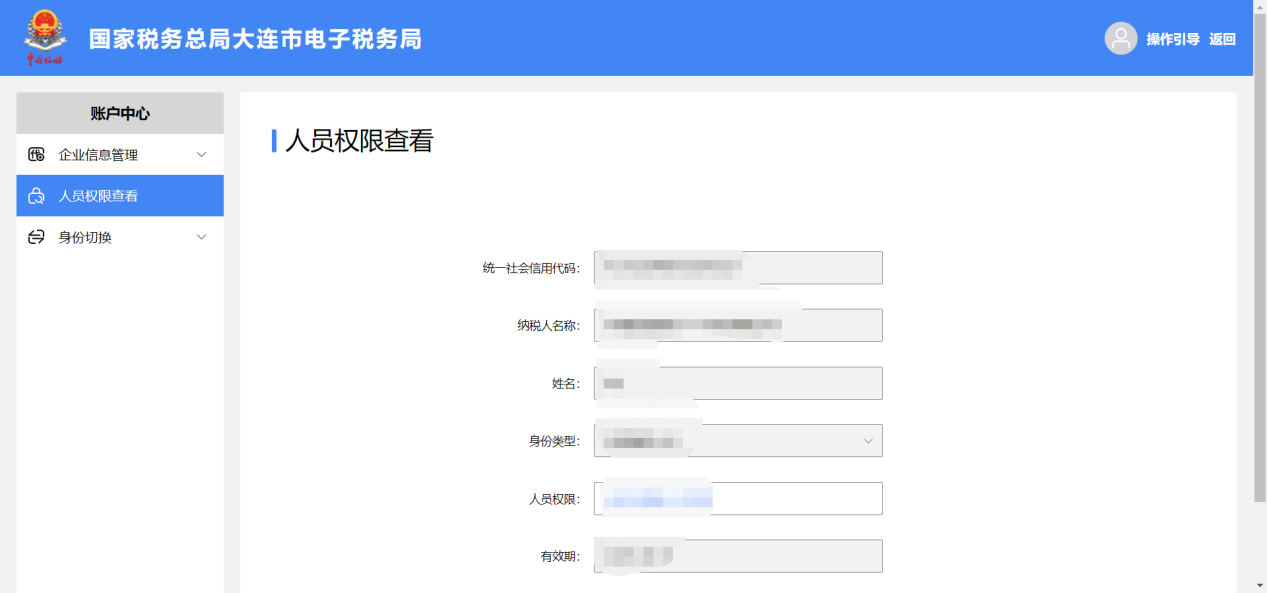 国家税务总局大连市电子税务局
操作引导 返回
账户中心
企业信息管理
人员权限查看
身份切换
人员权限查看
统一社会信用代码:
纳税人名称:
姓名:
身份类型:
人员权限:
有效期: